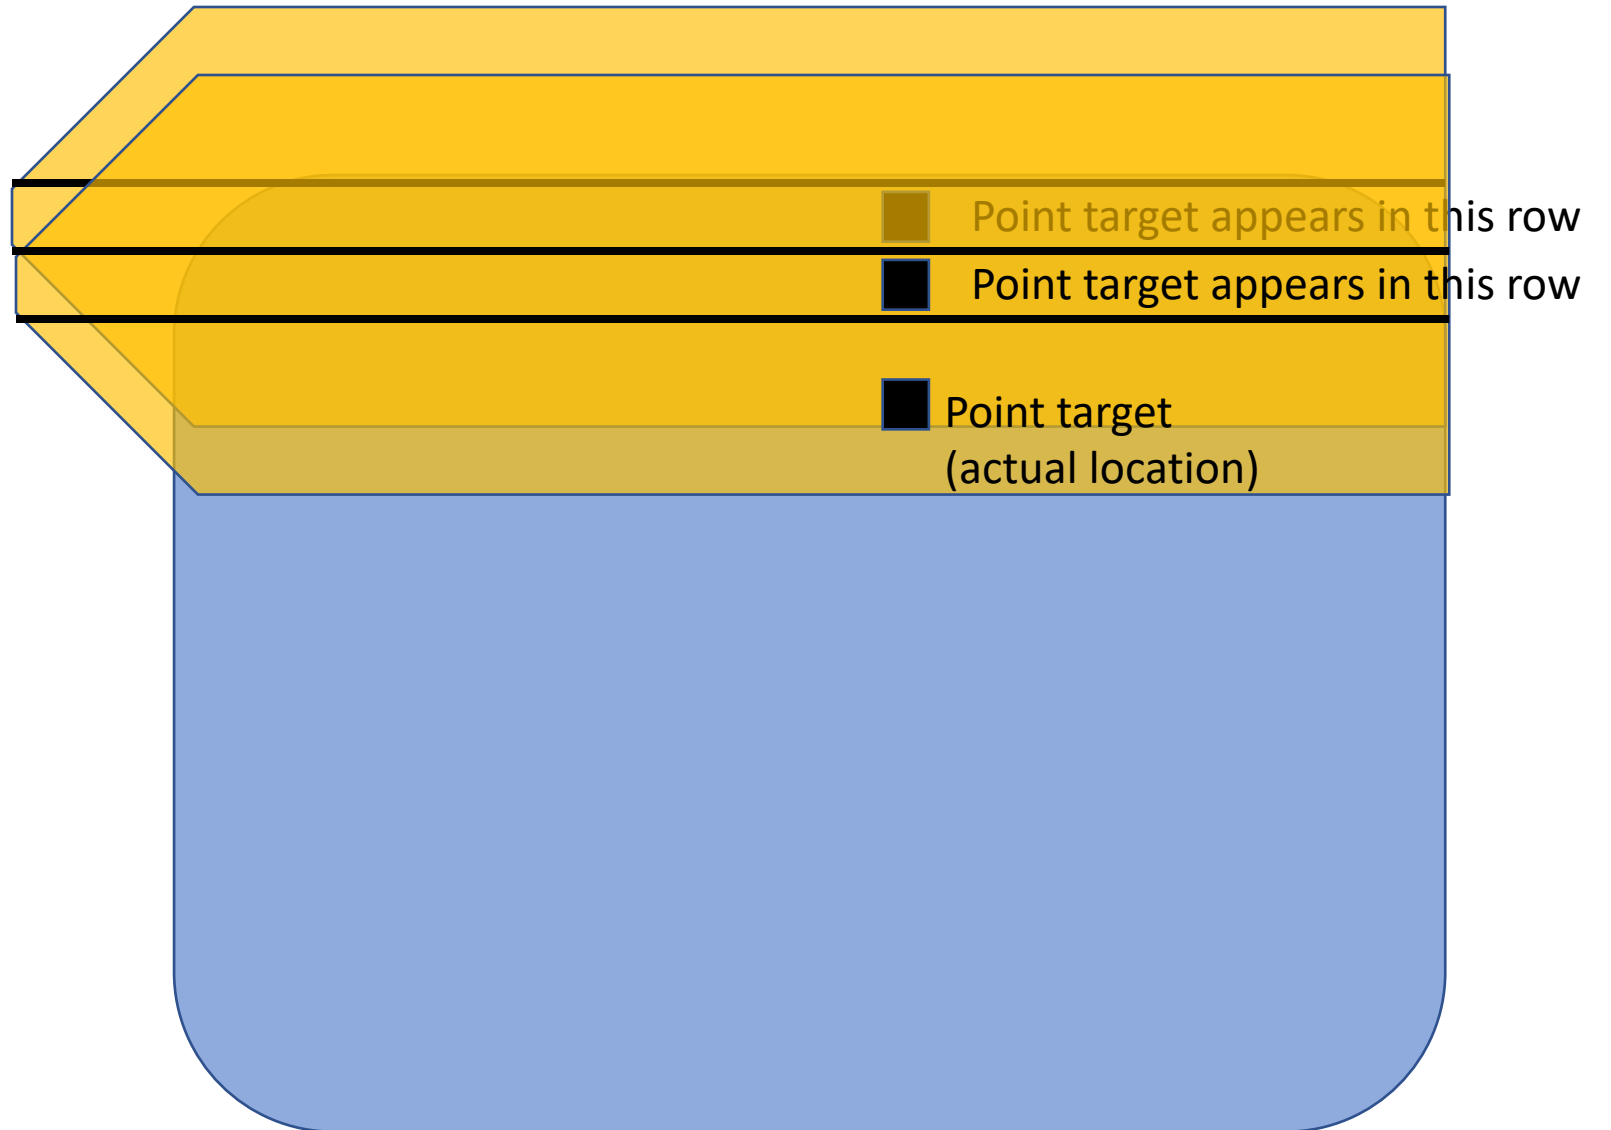 Point target appears in this row
Point target appears in this row
Point target
(actual location)